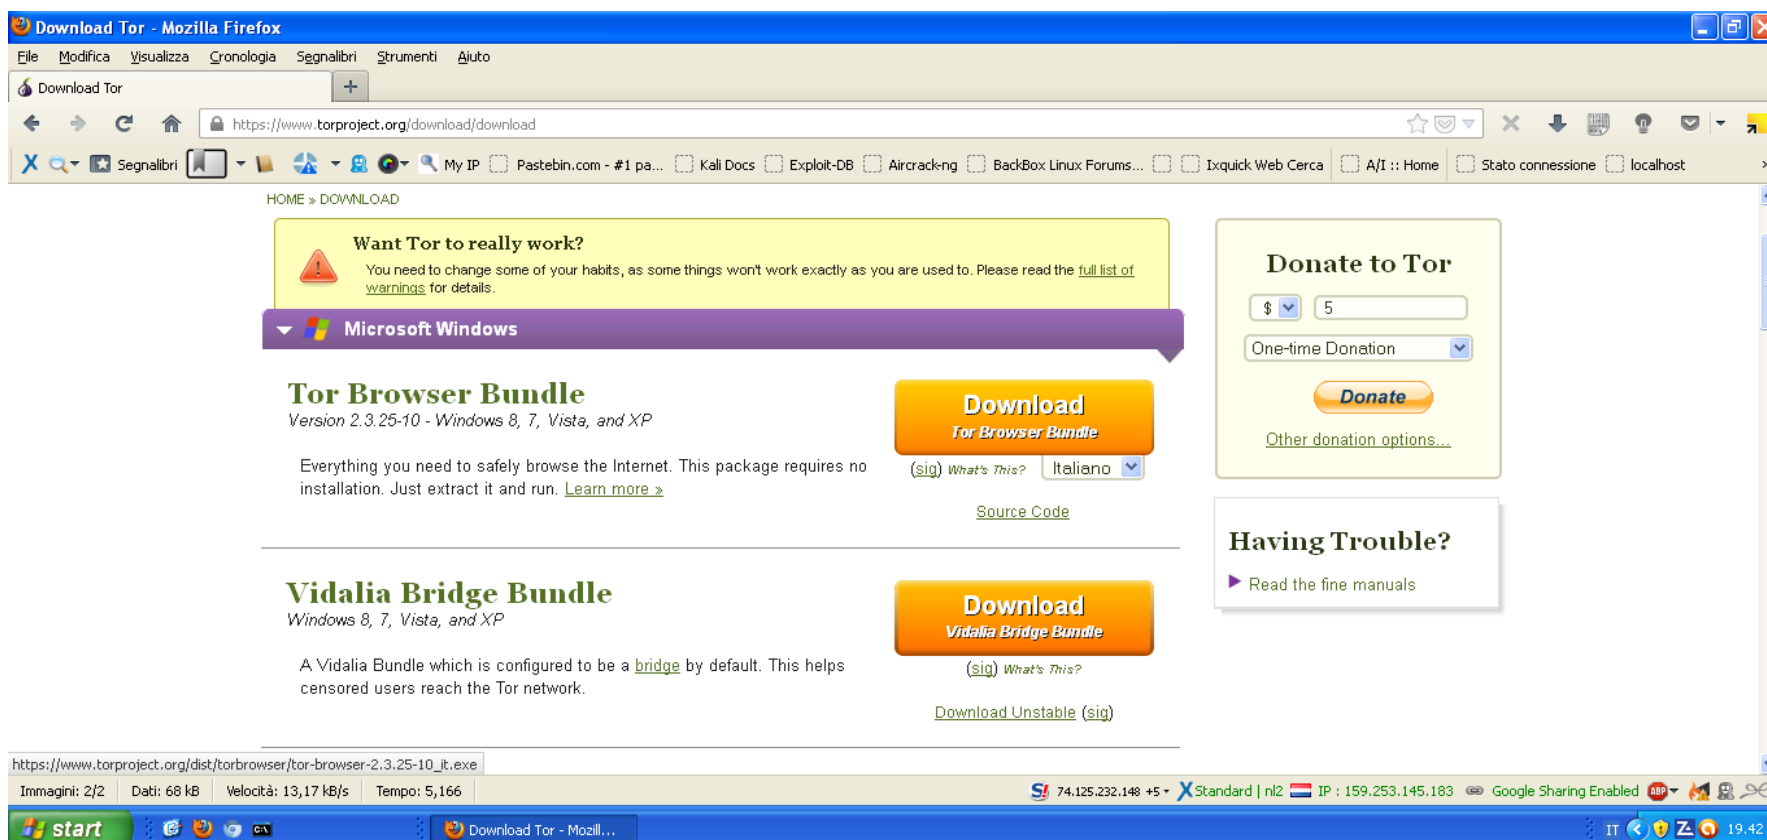 Download Tor - Mozilla Firefox
File Modifica Visualizza Cronologia Segnalibri Strumenti Aiuto
Download Tor
https://www.torproject.org/download/download
Segnalibri My IP Pastebin.com - #1 pa... Kali Docs Exploit-DB Aircrack-ng BackBox Linux Forums... Ixquick Web Cerca A/I :: Home Stato connessione localhost
HOME » DOWNLOAD
Want Tor to really work?
You need to change some of your habits, as some things won't work exactly as you are used to. Please read the full list of
warnings for details.
Microsoft Windows
Tor Browser Bundle
Version 2.3.25-10 - Windows 8, 7, Vista, and XP
Everything you need to safely browse the Internet. This package requires no
installation. Just extract it and run. Learn more »
Download
Tor Browser Bundle
(sig) What's This? Italiano
Source Code
Vidalia Bridge Bundle
Windows 8, 7, Vista, and XP
A Vidalia Bundle which is configured to be a bridge by default. This helps
censored users reach the Tor network.
Download
Vidalia Bridge Bundle
(sig) What's This?
Download Unstable (sig)
Donate to Tor
$ 5
One-time Donation
Donate
Other donation options...
Having Trouble?
Read the fine manuals
https://www.torproject.org/dist/torbrowser/tor-browser-2.3.25-10_it.exe
Immagini: 2/2 Dati: 68 kB Velocità: 13,17 kB/s Tempo: 5,166 S! 74.125.232.148 +5 X Standard | nl2 IP : 159.253.145.183 Google Sharing Enabled ABP
start Download Tor - Mozill... IT 19.42